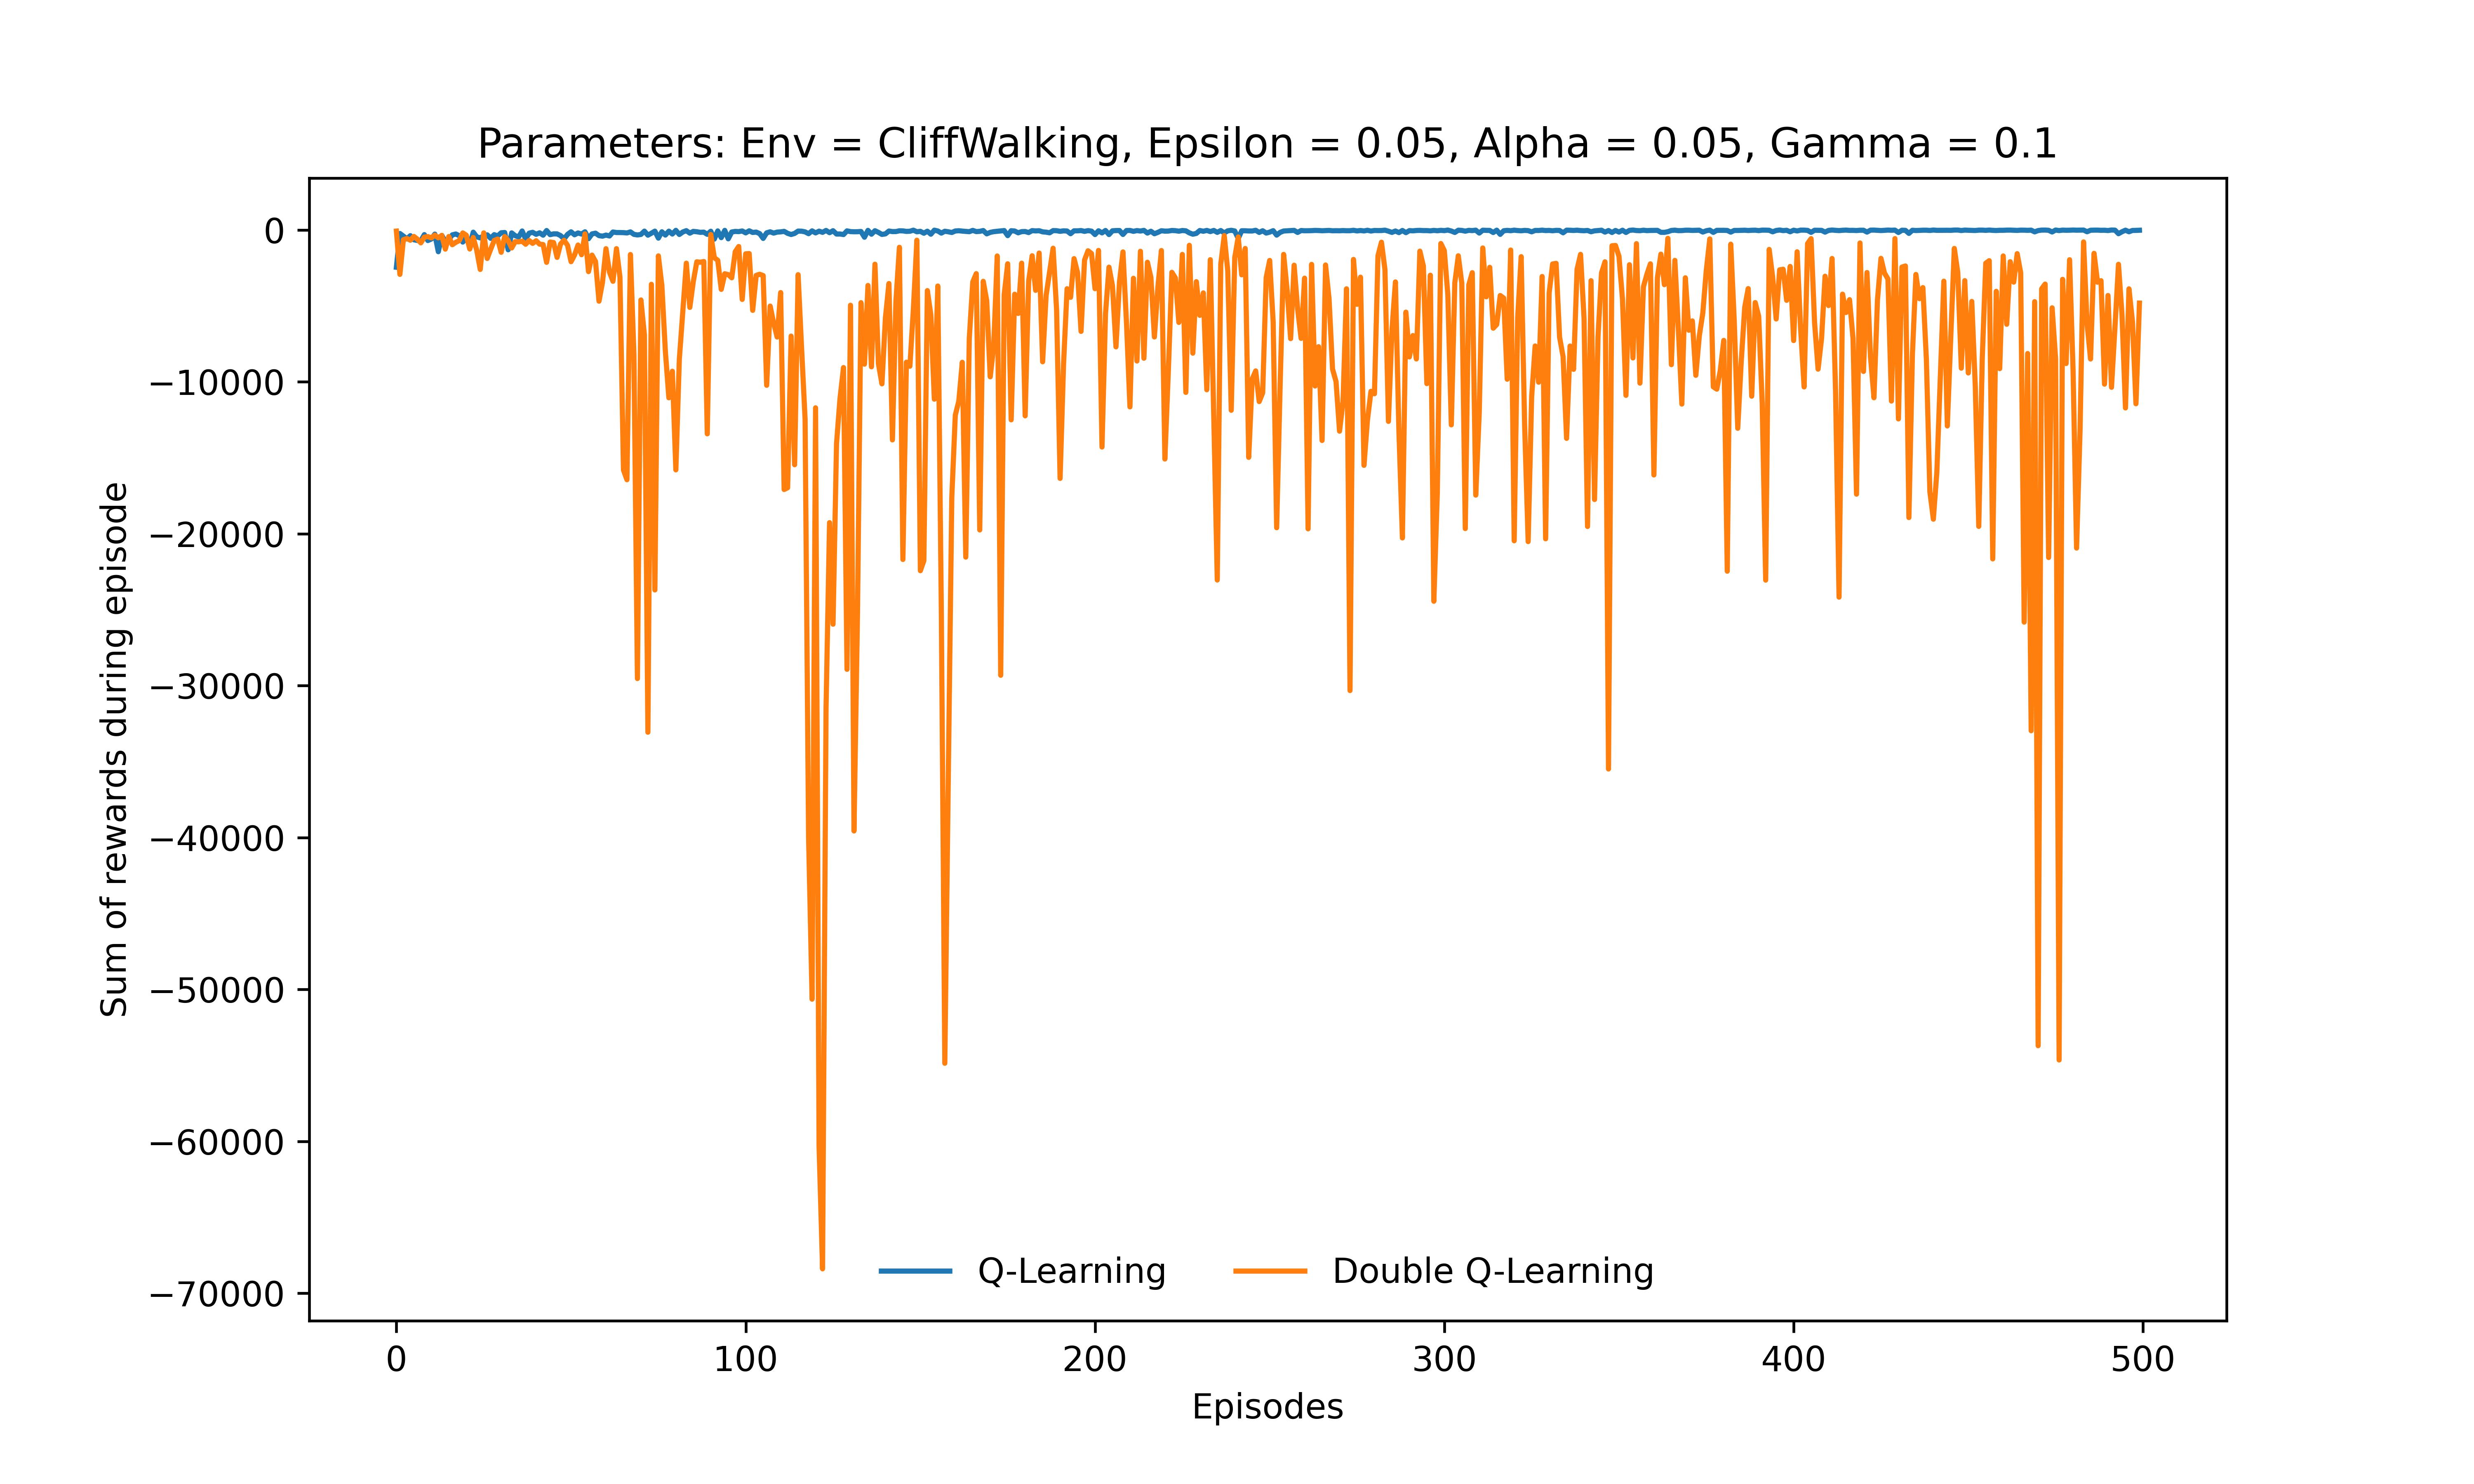 Parameters: Env = CliffWalking, Epsilon = 0.05, Alpha = 0.05, Gamma = 0.1
Sum of rewards during episode
0
−10000
−20000
−30000
−40000
−50000
−60000
−70000
Q-Learning
Double Q-Learning
0
100
200
300
400
500
Episodes